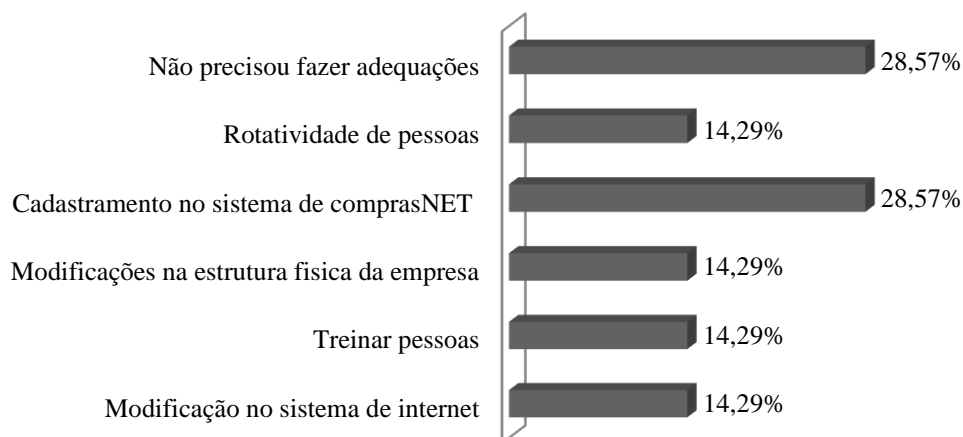 Não precisou fazer adequações 28,57%
Rotatividade de pessoas 14,29%
Cadastramento no sistema de comprasNET 28,57%
Modificações na estrutura fisica da empresa 14,29%
Treinar pessoas 14,29%
Modificação no sistema de internet 14,29%